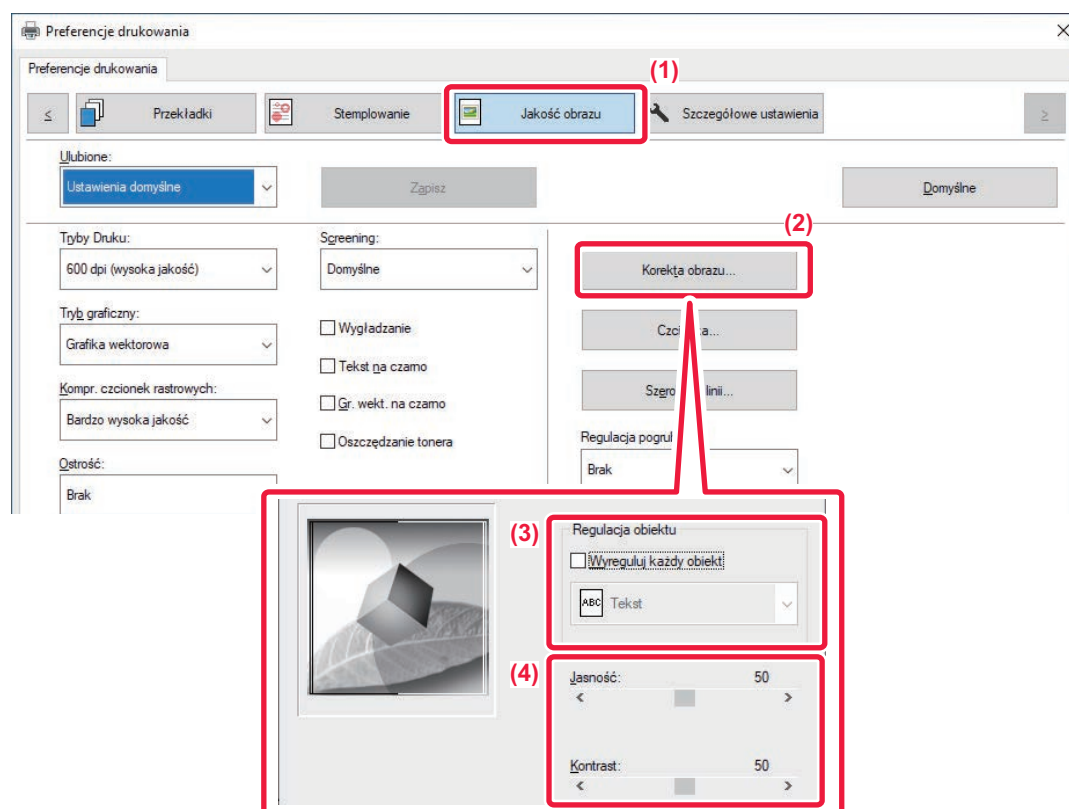 Preferencje drukowania
Preferencje drukowania
(1)
≤ Przekładki Stemplowanie Jakość obrazu Szczegółowe ustawienia ≥
Ulubione:
Ustawienia domyślne Zapisz Domyślne
(2)
Tryby Druku: Screening:
600 dpi (wysoka jakość) Domyślne Korekta obrazu...
Tryb graficzny:
Grafika wektorowa Wygładzanie
Tekst na czarno
Kompr. czcionek rastrowych:
Bardzo wysoka jakość Gr. wekt. na czarno
Oszczędzanie tonera Regulacja
Ostrość:
Brak Brak
(3) Regulacja obiektu
Wyreguluj każdy obiekt
ABC Tekst
(4) Jasność: 50
< >
Kontrast: 50
< >